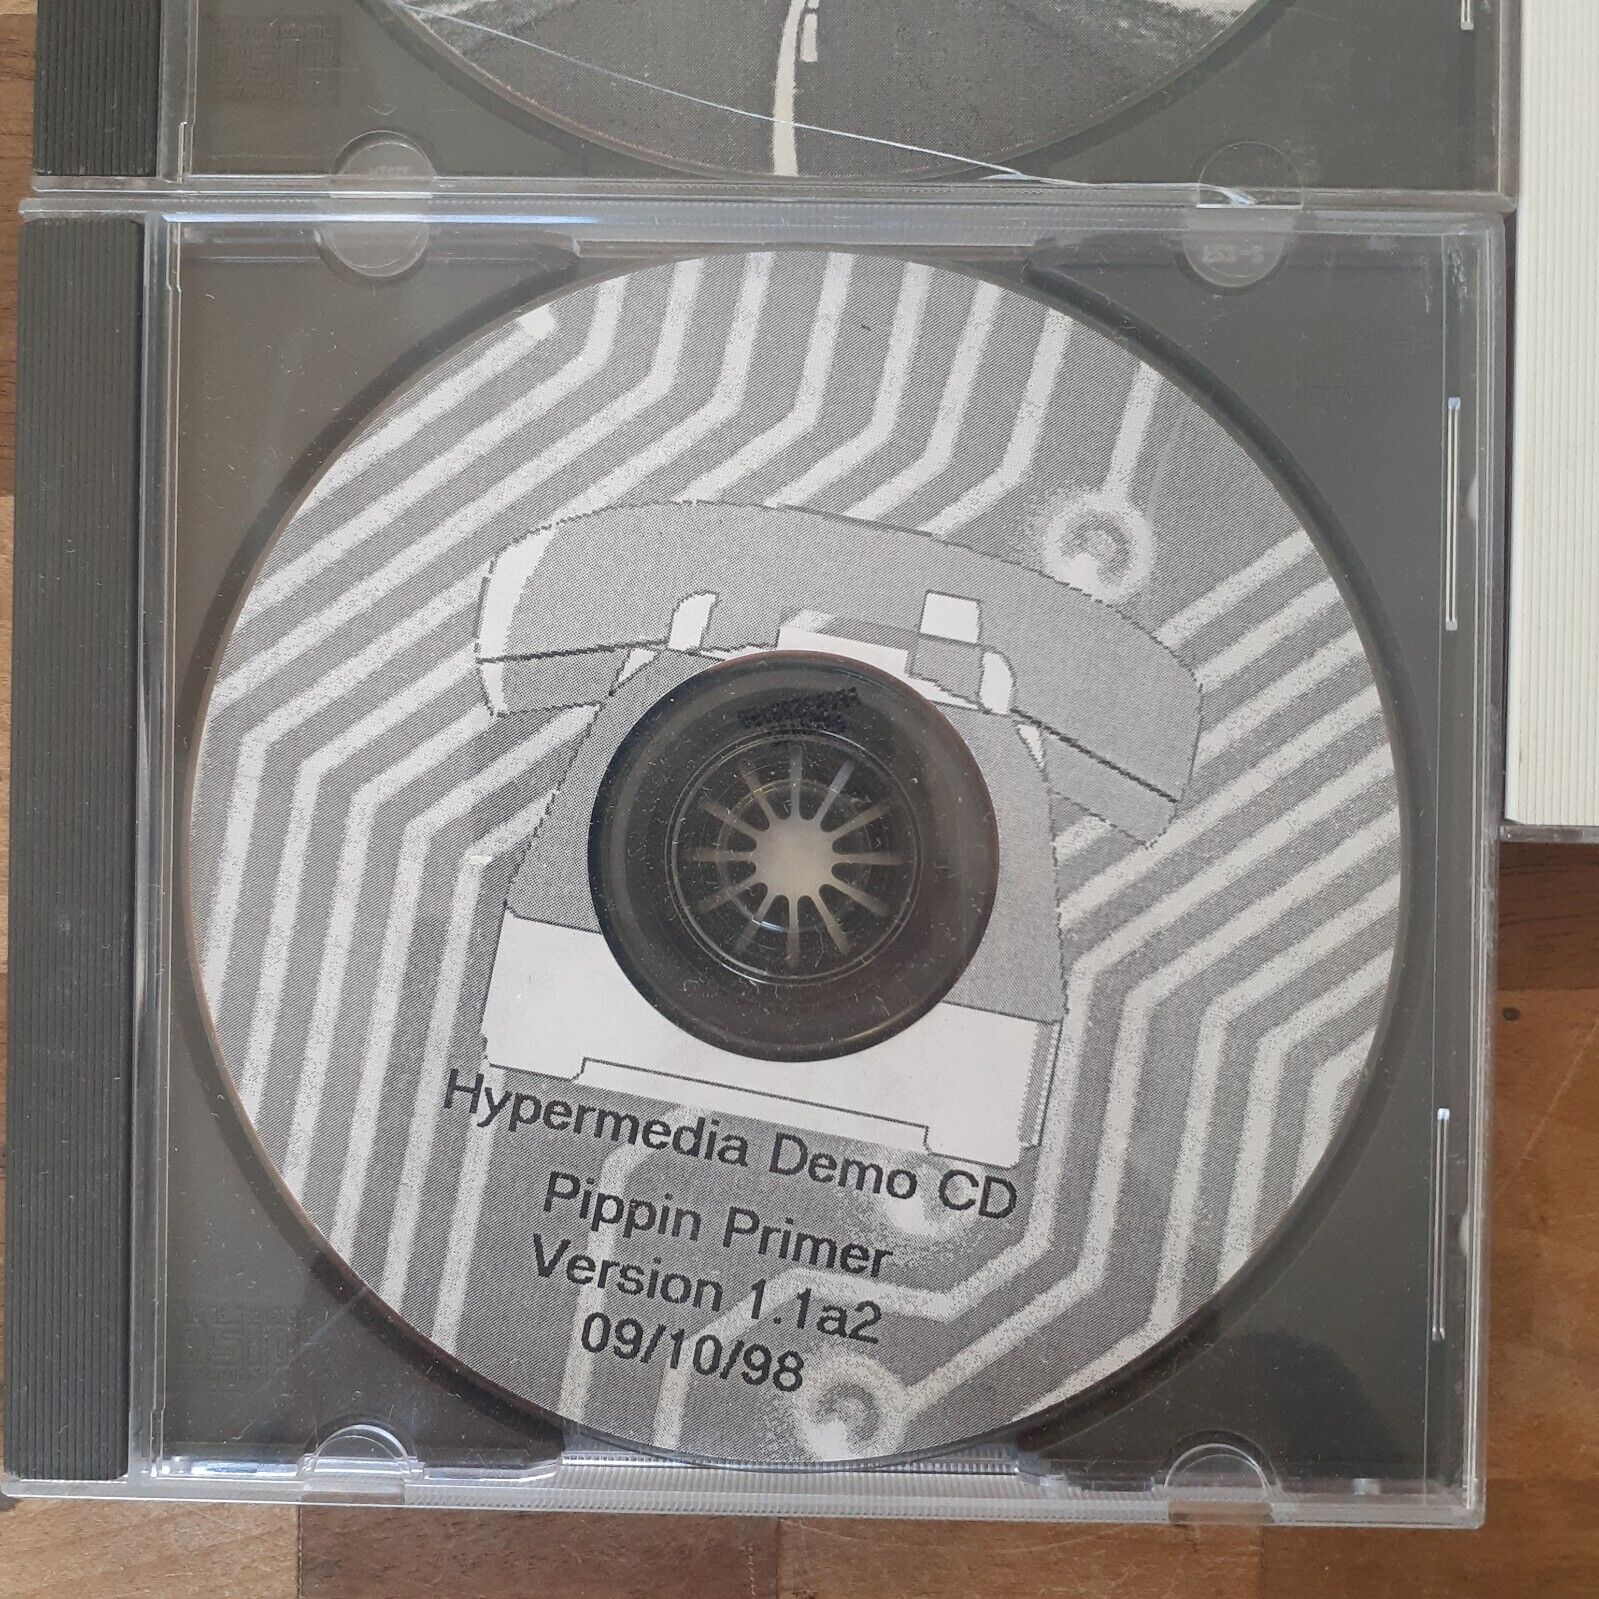 Hypermedia Demo CD
Pippin Primer
Version 1.1a2
09/10/98